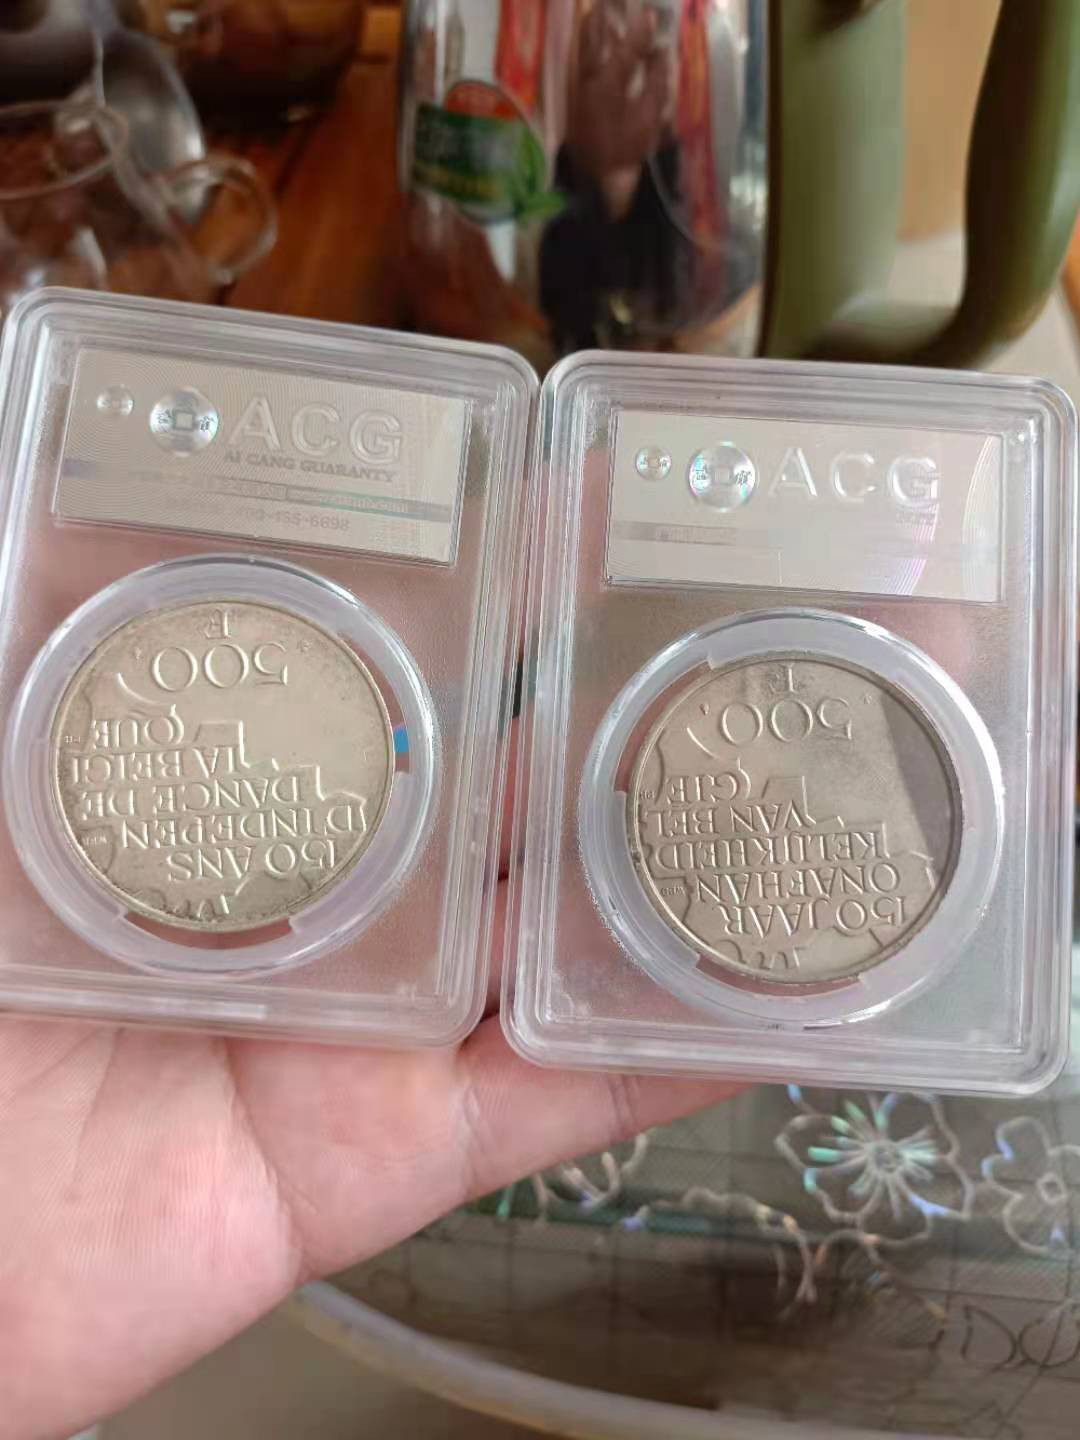 ACG
AI CANG GUARANTY
150 ANS
D'INDEPEN
DANCE DE
LA BELGI
QUE
500
F
ACG
150 JAAR
ONAFHAN
KELIJKHEID
VAN BEL
GIE
500
F